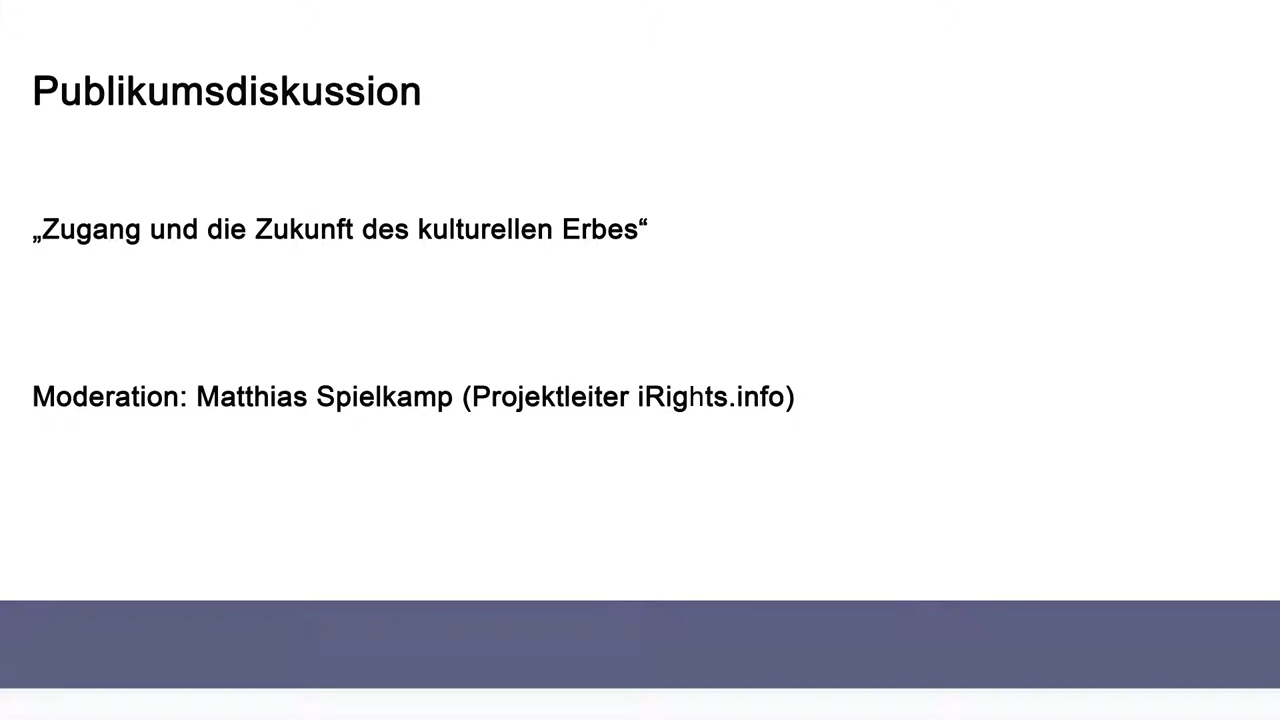 Publikumsdiskussion
„Zugang und die Zukunft des kulturellen Erbes“
Moderation: Matthias Spielkamp (Projektleiter iRights.info)